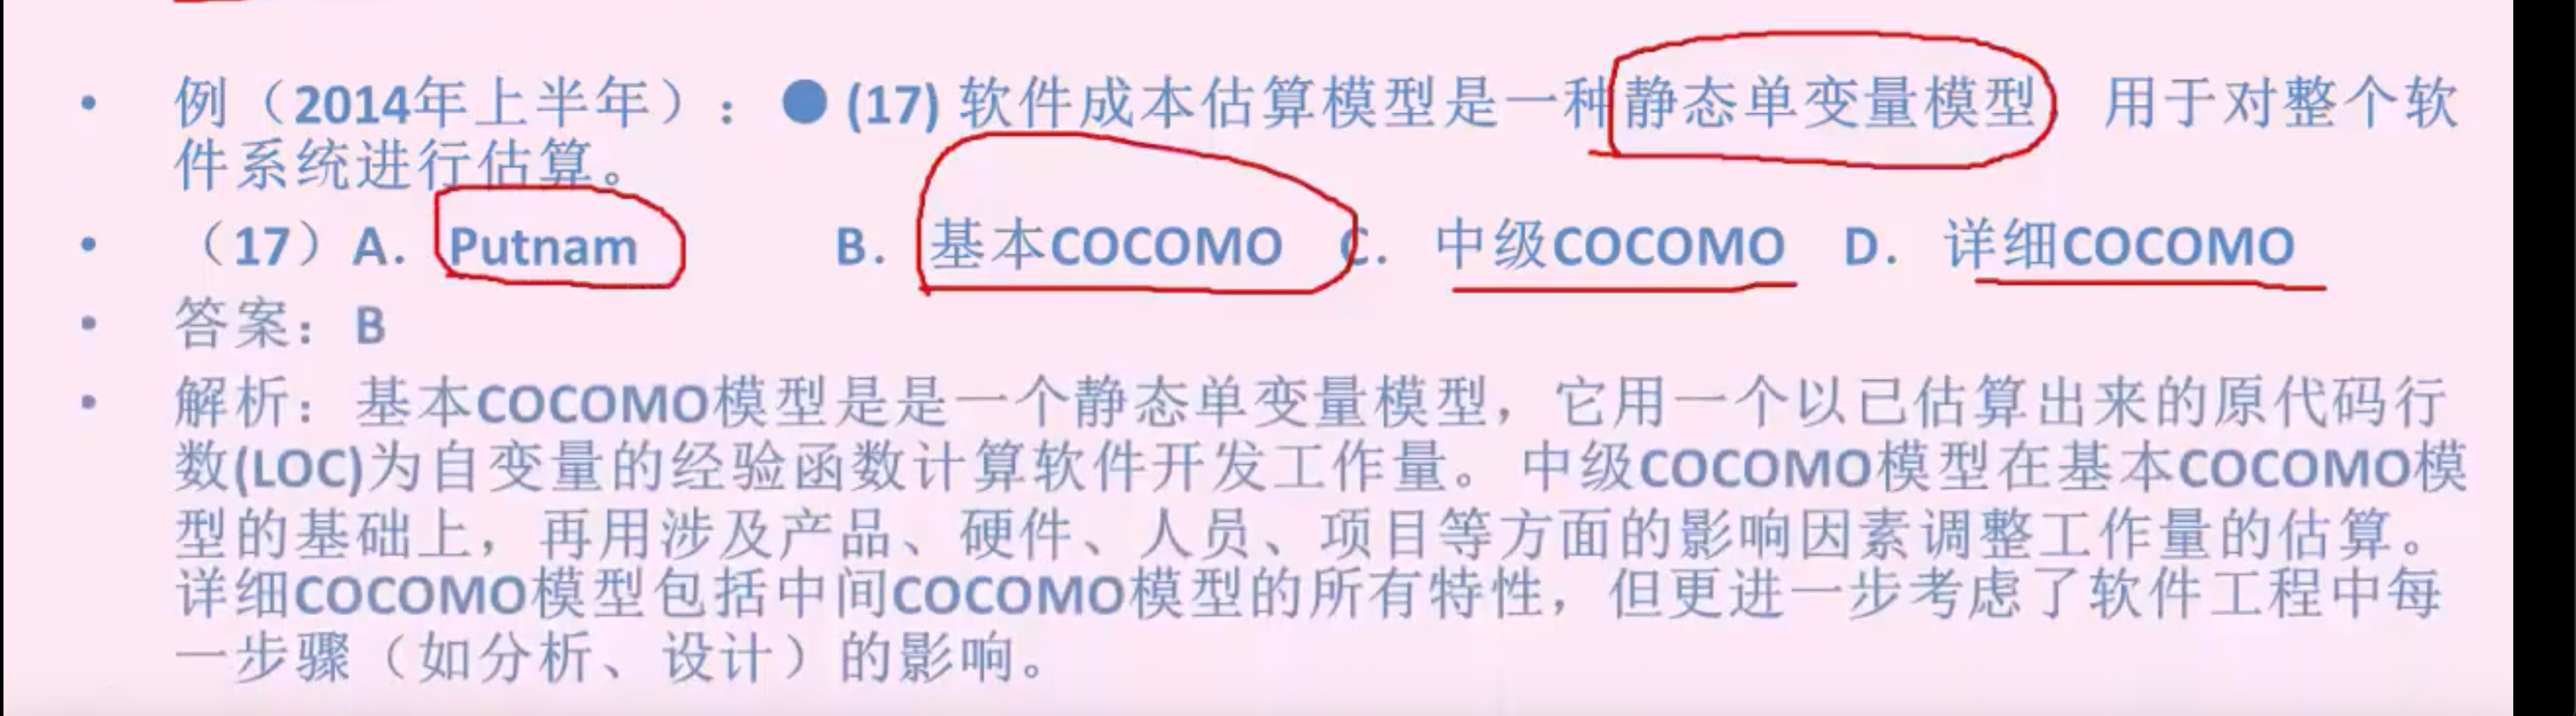 • 例（2014年上半年）：●(17) 软件成本估算模型是一种静态单变量模型 用于对整个软
件系统进行估算。
• （17）A. Putnam B. 基本COCOMO C. 中级COCOMO D. 详细COCOMO
• 答案：B
• 解析：基本COCOMO模型是是一个静态单变量模型，它用一个以已估算出来的原代码行
数(LOC)为自变量的经验函数计算软件开发工作量。中级COCOMO模型在基本COCOMO模
型的基础上，再用涉及产品、硬件、人员、项目等方面的影响因素调整工作量的估算。
详细COCOMO模型包括中间COCOMO模型的所有特性，但更进一步考虑了软件工程中每
一步骤（如分析、设计）的影响。